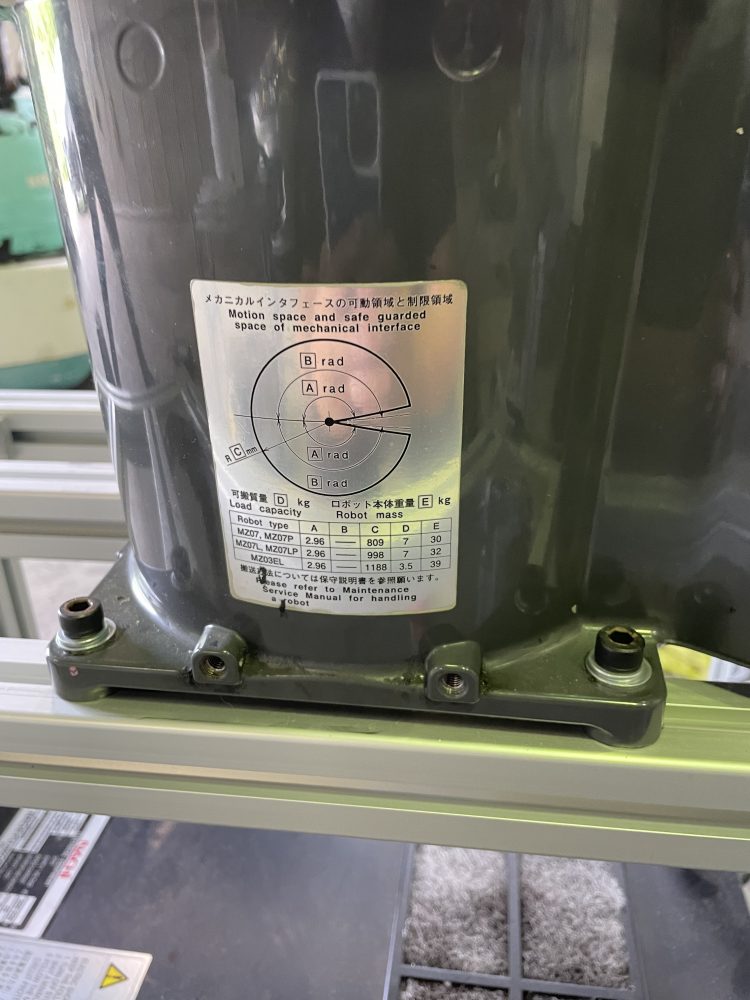 メカニカルインタフェースの可動領域と制限領域
Motion space and safe guarded
space of mechanical interface
B rad
A rad
R C mm
A rad
B rad
可搬質量 D kg ロボット本体重量 E kg
Load capacity Robot mass
Robot type A B C D E
MZ07, MZ07P 2.96 — 809 7 30
MZ07L, MZ07LP 2.96 — 998 7 32
MZ03EL 2.96 — 1188 3.5 39
搬送方法については保守説明書を参照願います。
Please refer to Maintenance
Service Manual for handling
a robot